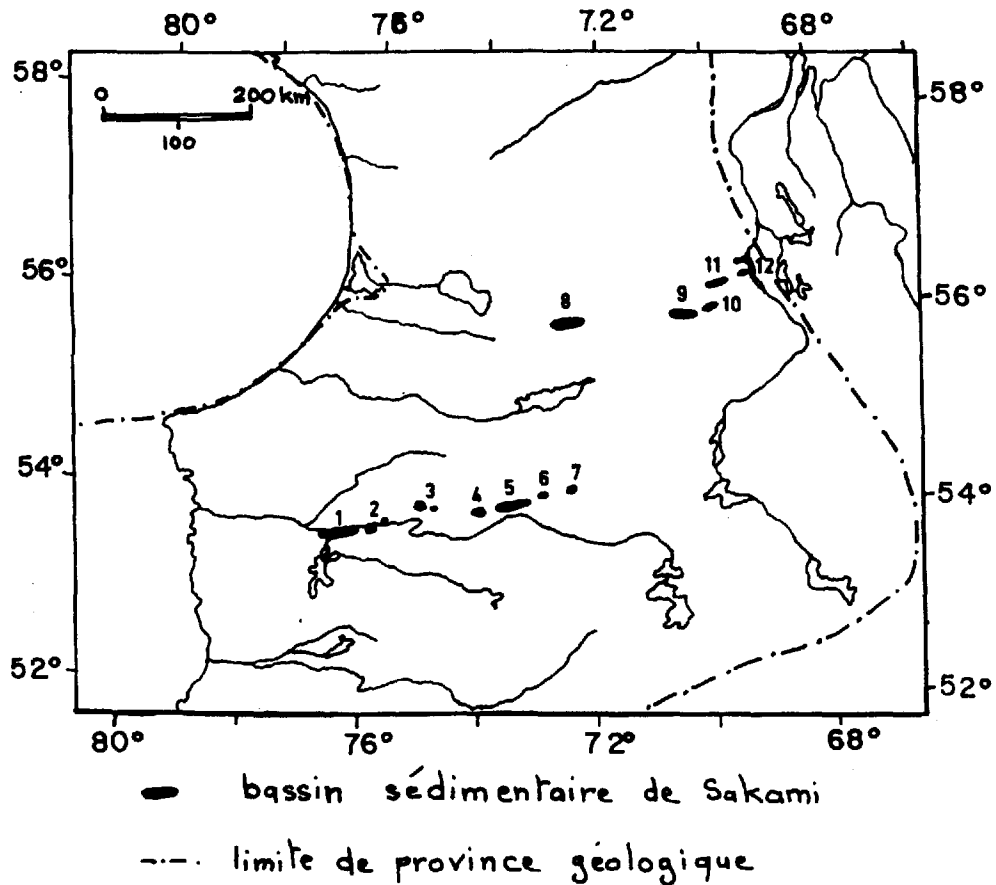 80° 76° 7.2° 68°
58°
58°
0 200 km
100
56°
56°
11 12
8 9 10
54°
54°
1 2 3 4 5 6 7
52°
52°
80° 76° 72° 68°
bassin sédimentaire de Sakami
limite de province géologique